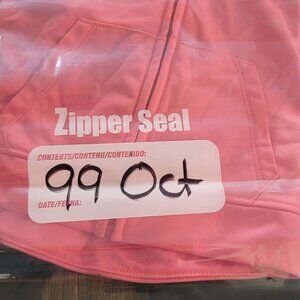 Zipper Seal
CONTENTS/CONTENU/CONTENIDO:
99 Oct
DATE/FECHA: